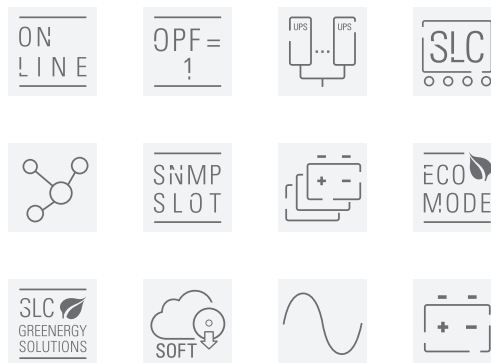 ON
LINE
OPF=
1
UPS ... UPS
SLC
SNMP
SLOT
+ -
ECO
MODE
SLC
GREENERGY
SOLUTIONS
SOFT
+ -